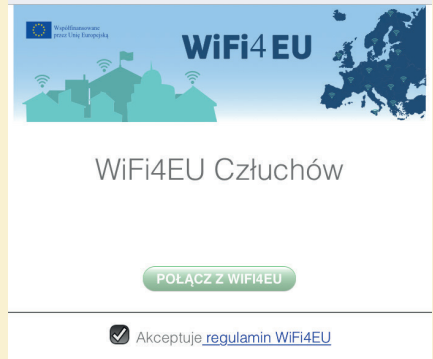 Współfinansowane
przez Unię Europejską
WiFi4EU
WiFi4EU Człuchów
POŁĄCZ Z WIFI4EU
Akceptuje regulamin WiFi4EU